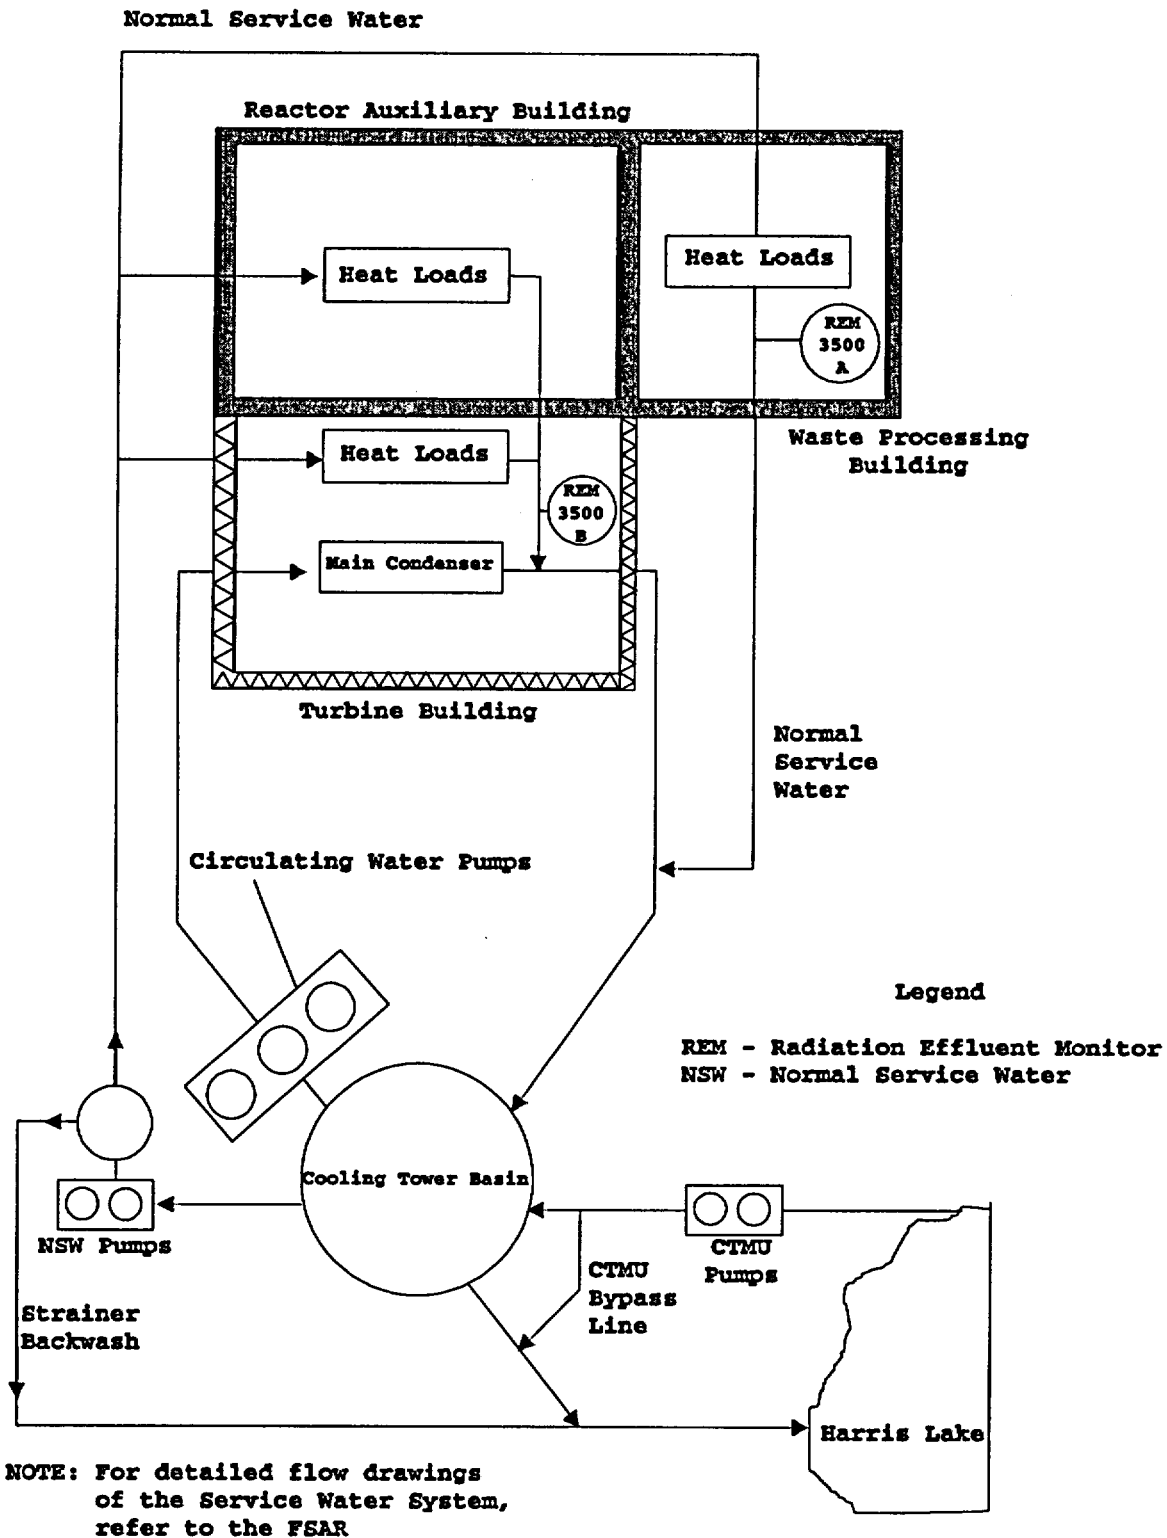 Normal Service Water
Reactor Auxiliary Building
Heat Loads
Heat Loads
REM
3500
A
Waste Processing
Building
Heat Loads
REM
3500
B
Main Condenser
Turbine Building
Normal
Service
Water
Circulating Water Pumps
Legend
REM - Radiation Effluent Monitor
NSW - Normal Service Water
Cooling Tower Basin
NSW Pumps
CTMU
Pumps
CTMU
Bypass
Line
Strainer
Backwash
Harris Lake
NOTE: For detailed flow drawings
of the Service Water System,
refer to the FSAR